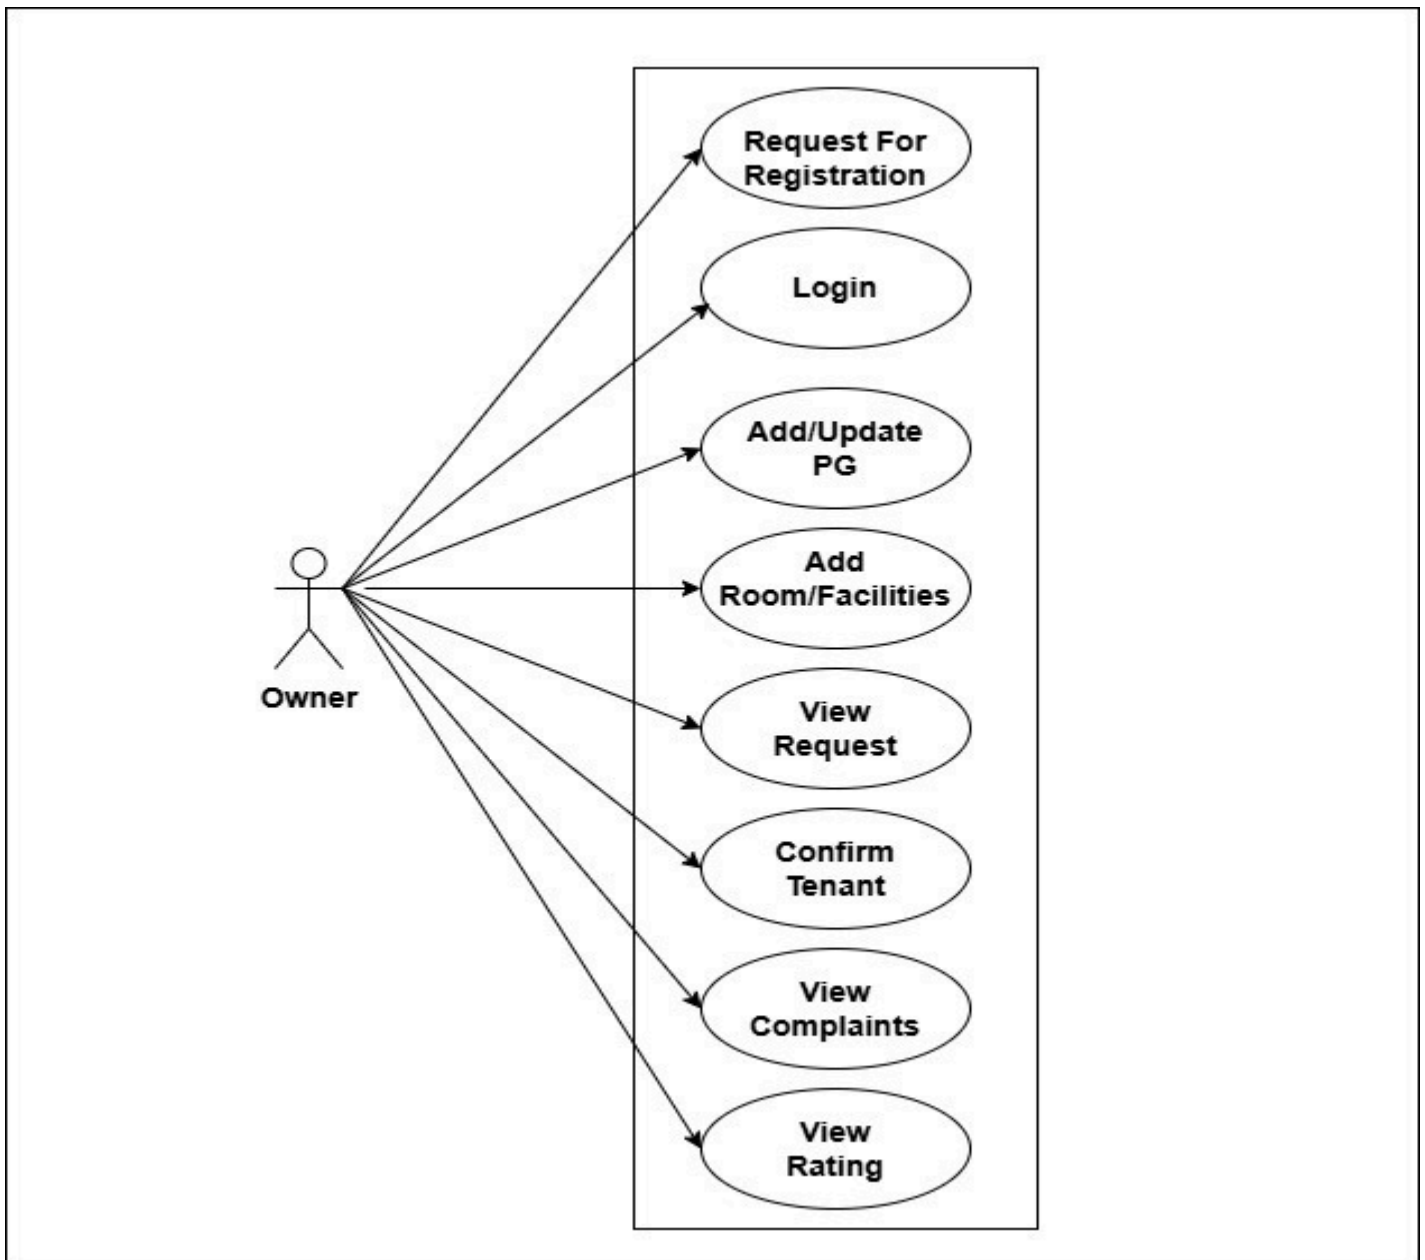 Request For
Registration
Login
Add/Update
PG
Add
Room/Facilities
Owner
View
Request
Confirm
Tenant
View
Complaints
View
Rating